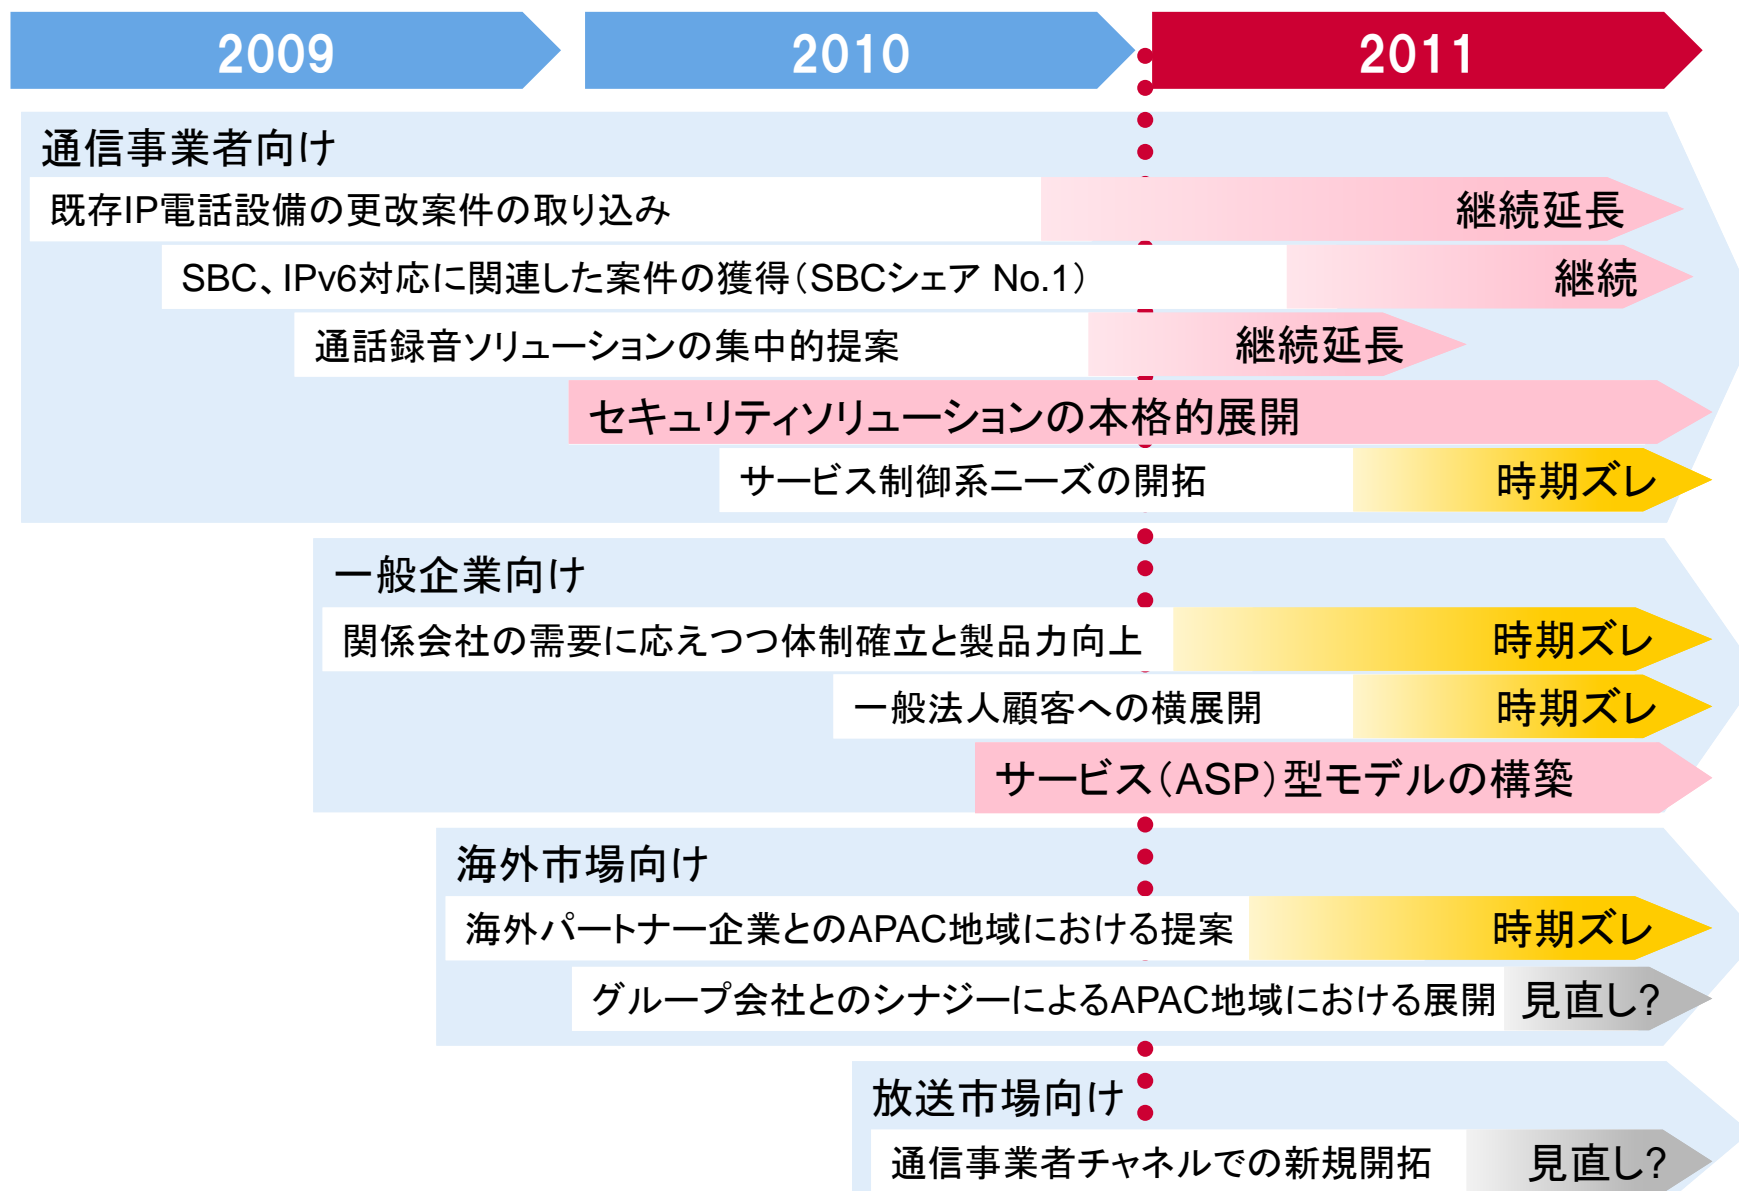 2009 2010 2011
通信事業者向け
既存IP電話設備の更改案件の取り込み 継続延長
SBC、IPv6対応に関連した案件の獲得（SBCシェア No.1） 継続
通話録音ソリューションの集中的提案 継続延長
セキュリティソリューションの本格的展開
サービス制御系ニーズの開拓 時期ズレ
一般企業向け
関係会社の需要に応えつつ体制確立と製品力向上 時期ズレ
一般法人顧客への横展開 時期ズレ
サービス（ASP）型モデルの構築
海外市場向け
海外パートナー企業とのAPAC地域における提案 時期ズレ
グループ会社とのシナジーによるAPAC地域における展開 見直し?
放送市場向け
通信事業者チャネルでの新規開拓 見直し?